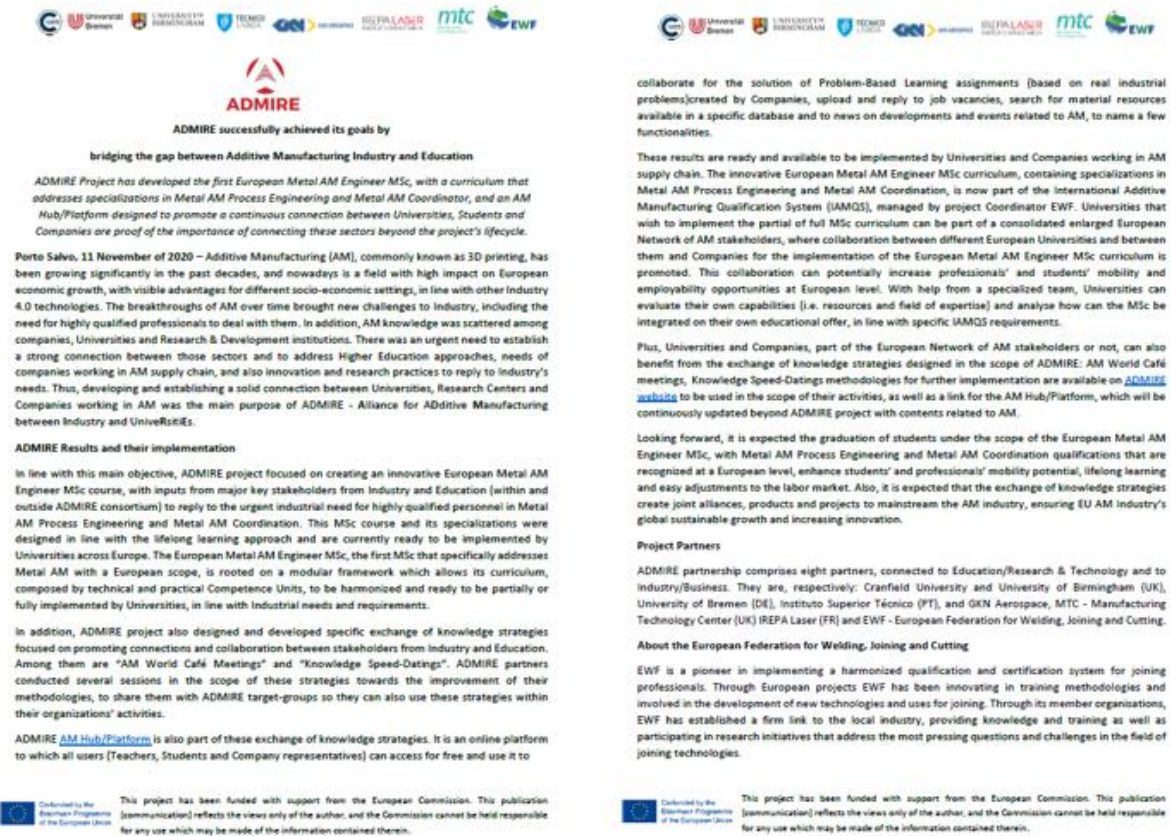 Universität
Bremen
UNIVERSITY OF
BIRMINGHAM
TÉCNICO
LISBOA
GKN
IREPA LASER
mtc
EWF
ADMIRE
ADMIRE successfully achieved its goals by
bridging the gap between Additive Manufacturing Industry and Education
ADMIRE Project has developed the first European Metal AM Engineer MSc, with a curriculum that
addresses specializations in Metal AM Process Engineering and Metal AM Coordinator, and an AM
Hub/Platform designed to promote a continuous connection between Universities, Students and
Companies are proof of the importance of connecting these sectors beyond the project's lifecycle.
Porto Salvo, 11 November of 2020 – Additive Manufacturing (AM), commonly known as 3D printing, has
been growing significantly in the past decades, and nowadays is a field with high impact on European
economic growth, with visible advantages for different socio-economic settings, in line with other Industry
4.0 technologies. The breakthroughs of AM over time brought new challenges to Industry, including the
need for highly qualified professionals to deal with them. In addition, AM knowledge was scattered among
companies, Universities and Research & Development institutions. There was an urgent need to establish
a strong connection between those sectors and to address Higher Education approaches, needs of
companies working in AM supply chain, and also innovation and research practices to reply to Industry's
needs. Thus, developing and establishing a solid connection between Universities, Research Centers and
Companies working in AM was the main purpose of ADMIRE - Alliance for ADditive Manufacturing
between Industry and UniveRsitiEs.
ADMIRE Results and their implementation
In line with this main objective, ADMIRE project focused on creating an innovative European Metal AM
Engineer MSc course, with inputs from major key stakeholders from Industry and Education (within and
outside ADMIRE consortium) to reply to the urgent industrial need for highly qualified personnel in Metal
AM Process Engineering and Metal AM Coordination. This MSc course and its specializations were
designed in line with the lifelong learning approach and are currently ready to be implemented by
Universities across Europe. The European Metal AM Engineer MSc, the first MSc that specifically addresses
Metal AM with a European scope, is rooted on a modular framework which allows its curriculum,
composed by technical and practical Competence Units, to be harmonized and ready to be partially or
fully implemented by Universities, in line with Industrial needs and requirements.
In addition, ADMIRE project also designed and developed specific exchange of knowledge strategies
focused on promoting connections and collaboration between stakeholders from Industry and Education.
Among them are "AM World Café Meetings" and "Knowledge Speed-Datings". ADMIRE partners
conducted several sessions in the scope of these strategies towards the improvement of their
methodologies, to share them with ADMIRE target-groups so they can also use these strategies within
their organizations' activities.
ADMIRE AM Hub/Platform is also part of these exchange of knowledge strategies. It is an online platform
to which all users (Teachers, Students and Company representatives) can access for free and use it to
Cofunded by the
Erasmus+ Programme
of the European Union
This project has been funded with support from the European Commission. This publication
[communication] reflects the views only of the author, and the Commission cannot be held responsible
for any use which may be made of the information contained therein.
Universität
Bremen
UNIVERSITY OF
BIRMINGHAM
TÉCNICO
LISBOA
GKN
IREPA LASER
mtc
EWF
collaborate for the solution of Problem-Based Learning assignments (based on real industrial
problems)created by Companies, upload and reply to job vacancies, search for material resources
available in a specific database and to news on developments and events related to AM, to name a few
functionalities.
These results are ready and available to be implemented by Universities and Companies working in AM
supply chain. The innovative European Metal AM Engineer MSc curriculum, containing specializations in
Metal AM Process Engineering and Metal AM Coordination, is now part of the International Additive
Manufacturing Qualification System (IAMQS), managed by project Coordinator EWF. Universities that
wish to implement the partial of full MSc curriculum can be part of a consolidated enlarged European
Network of AM stakeholders, where collaboration between different European Universities and between
them and Companies for the implementation of the European Metal AM Engineer MSc curriculum is
promoted. This collaboration can potentially increase professionals' and students' mobility and
employability opportunities at European level. With help from a specialized team, Universities can
evaluate their own capabilities (i.e. resources and field of expertise) and analyse how can the MSc be
integrated on their own educational offer, in line with specific IAMQS requirements.
Plus, Universities and Companies, part of the European Network of AM stakeholders or not, can also
benefit from the exchange of knowledge strategies designed in the scope of ADMIRE: AM World Café
meetings, Knowledge Speed-Datings methodologies for further implementation are available on ADMIRE
website to be used in the scope of their activities, as well as a link for the AM Hub/Platform, which will be
continuously updated beyond ADMIRE project with contents related to AM.
Looking forward, it is expected the graduation of students under the scope of the European Metal AM
Engineer MSc, with Metal AM Process Engineering and Metal AM Coordination qualifications that are
recognized at a European level, enhance students' and professionals' mobility potential, lifelong learning
and easy adjustments to the labor market. Also, it is expected that the exchange of knowledge strategies
create joint alliances, products and projects to mainstream the AM industry, ensuring EU AM Industry's
global sustainable growth and increasing innovation.
Project Partners
ADMIRE partnership comprises eight partners, connected to Education/Research & Technology and to
Industry/Business. They are, respectively: Cranfield University and University of Birmingham (UK),
University of Bremen (DE), Instituto Superior Técnico (PT), and GKN Aerospace, MTC - Manufacturing
Technology Center (UK) IREPA Laser (FR) and EWF - European Federation for Welding, Joining and Cutting.
About the European Federation for Welding, Joining and Cutting
EWF is a pioneer in implementing a harmonized qualification and certification system for joining
professionals. Through European projects EWF has been innovating in training methodologies and
involved in the development of new technologies and uses for joining. Through its member organisations,
EWF has established a firm link to the local industry, providing knowledge and training as well as
participating in research initiatives that address the most pressing questions and challenges in the field of
joining technologies.
Cofunded by the
Erasmus+ Programme
of the European Union
This project has been funded with support from the European Commission. This publication
[communication] reflects the views only of the author, and the Commission cannot be held responsible
for any use which may be made of the information contained therein.